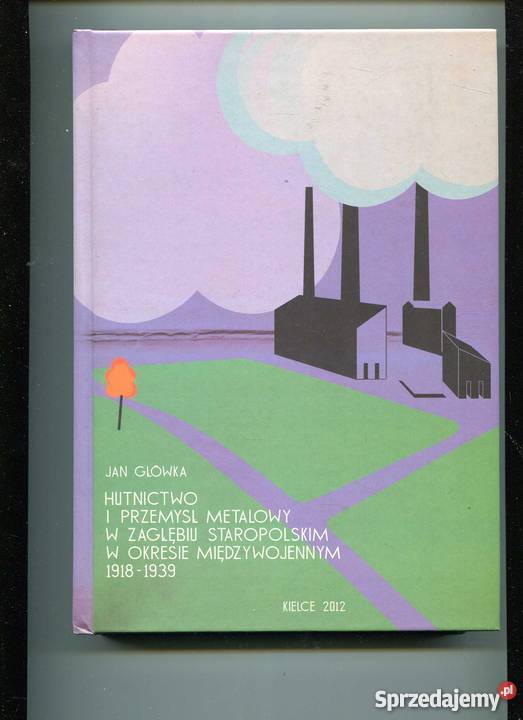 JAN GŁÓWKA
HUTNICTWO
I PRZEMYSŁ METALOWY
W ZAGŁĘBIU STAROPOLSKIM
W OKRESIE MIĘDZYWOJENNYM
1918-1939
KIELCE 2012
Sprzedajemy.pl